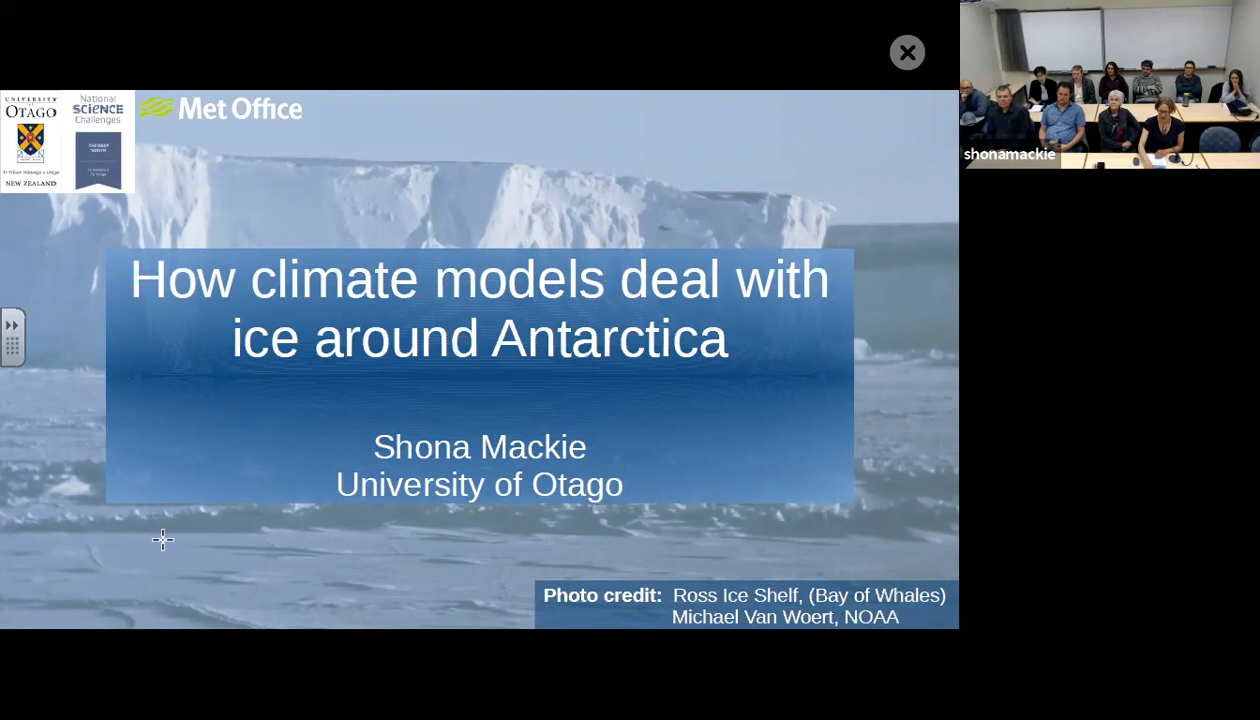 UNIVERSITY
of
OTAGO
NEW ZEALAND
National
SCIENCE
Challenges
Met Office
shonamackie
How climate models deal with
ice around Antarctica
Shona Mackie
University of Otago
Photo credit: Ross Ice Shelf, (Bay of Whales)
Michael Van Woert, NOAA